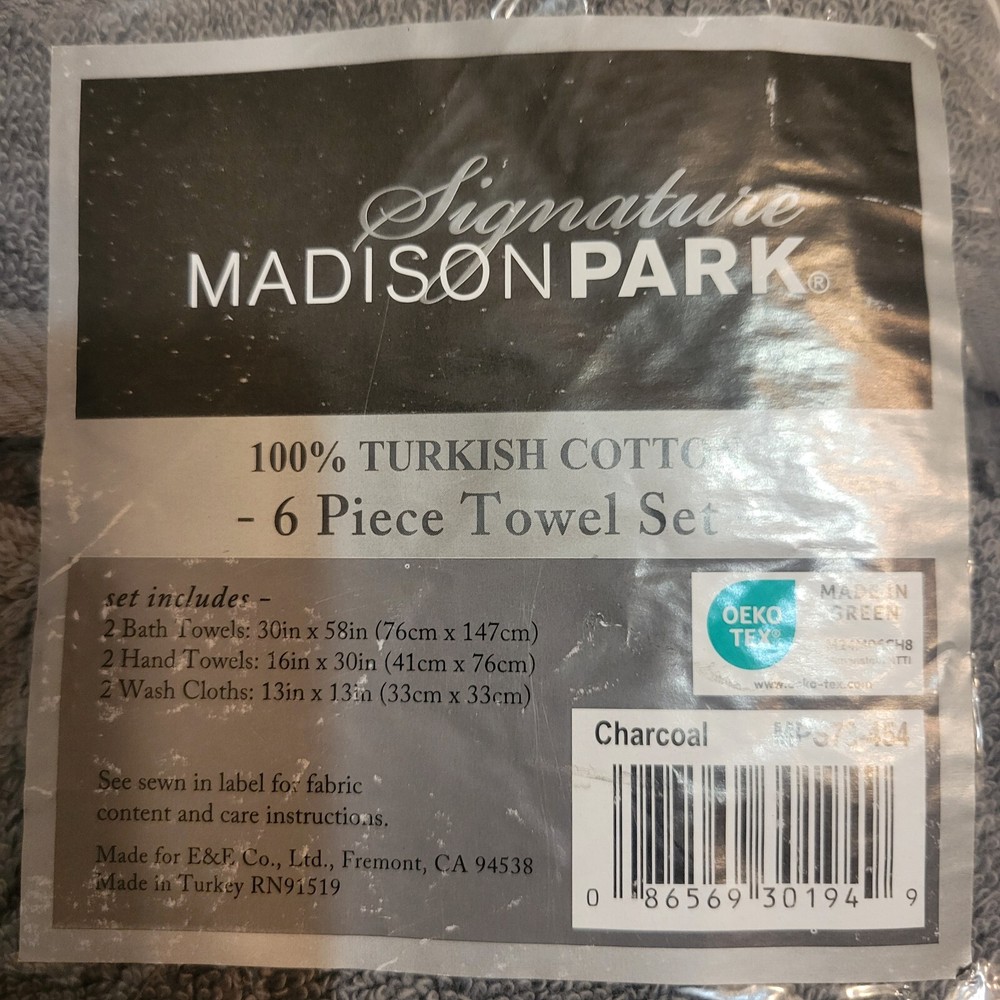 Signature
MADISON PARK®
100% TURKISH COTTON
- 6 Piece Towel Set
set includes -
2 Bath Towels: 30in x 58in (76cm x 147cm)
2 Hand Towels: 16in x 30in (41cm x 76cm)
2 Wash Cloths: 13in x 13in (33cm x 33cm)
See sewn in label for fabric
content and care instructions.
Made for E&E Co., Ltd., Fremont, CA 94538
Made in Turkey RN91519
OEKO
TEX®
MADE IN
GREEN
www.oeko-tex.com
Charcoal
0 86569 30194 9